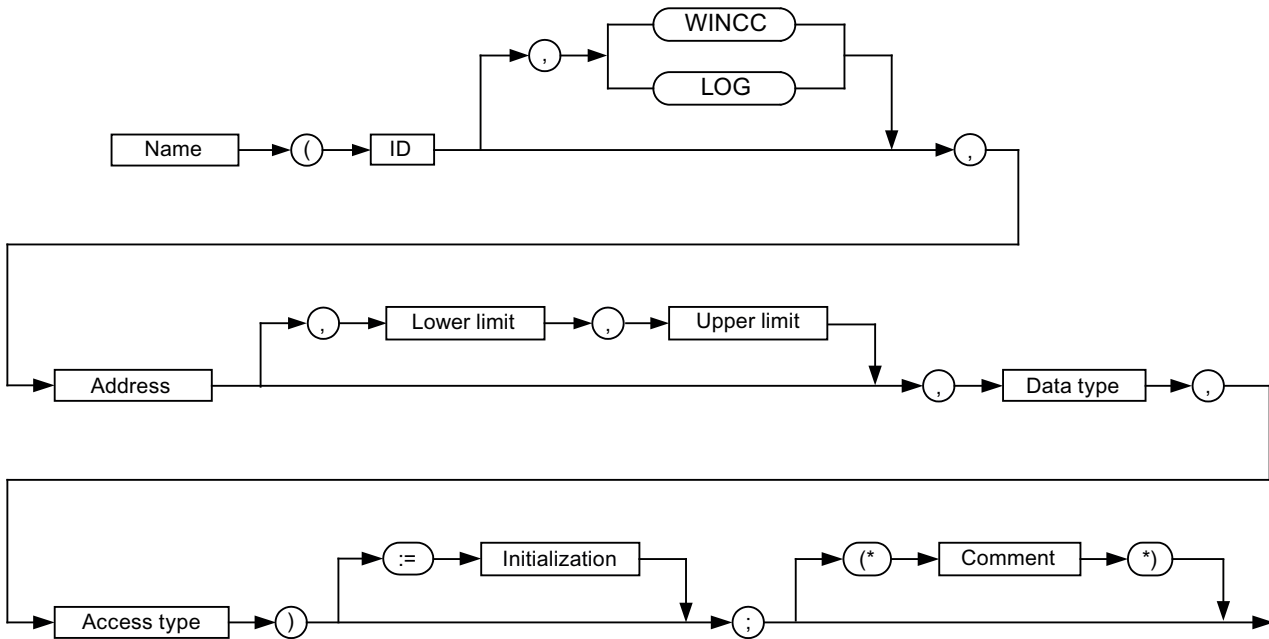 WINCC
,
LOG
Name ( ID ,
, Lower limit , Upper limit
Address , Data type ,
:= Initialization (* Comment *)
Access type ) ;